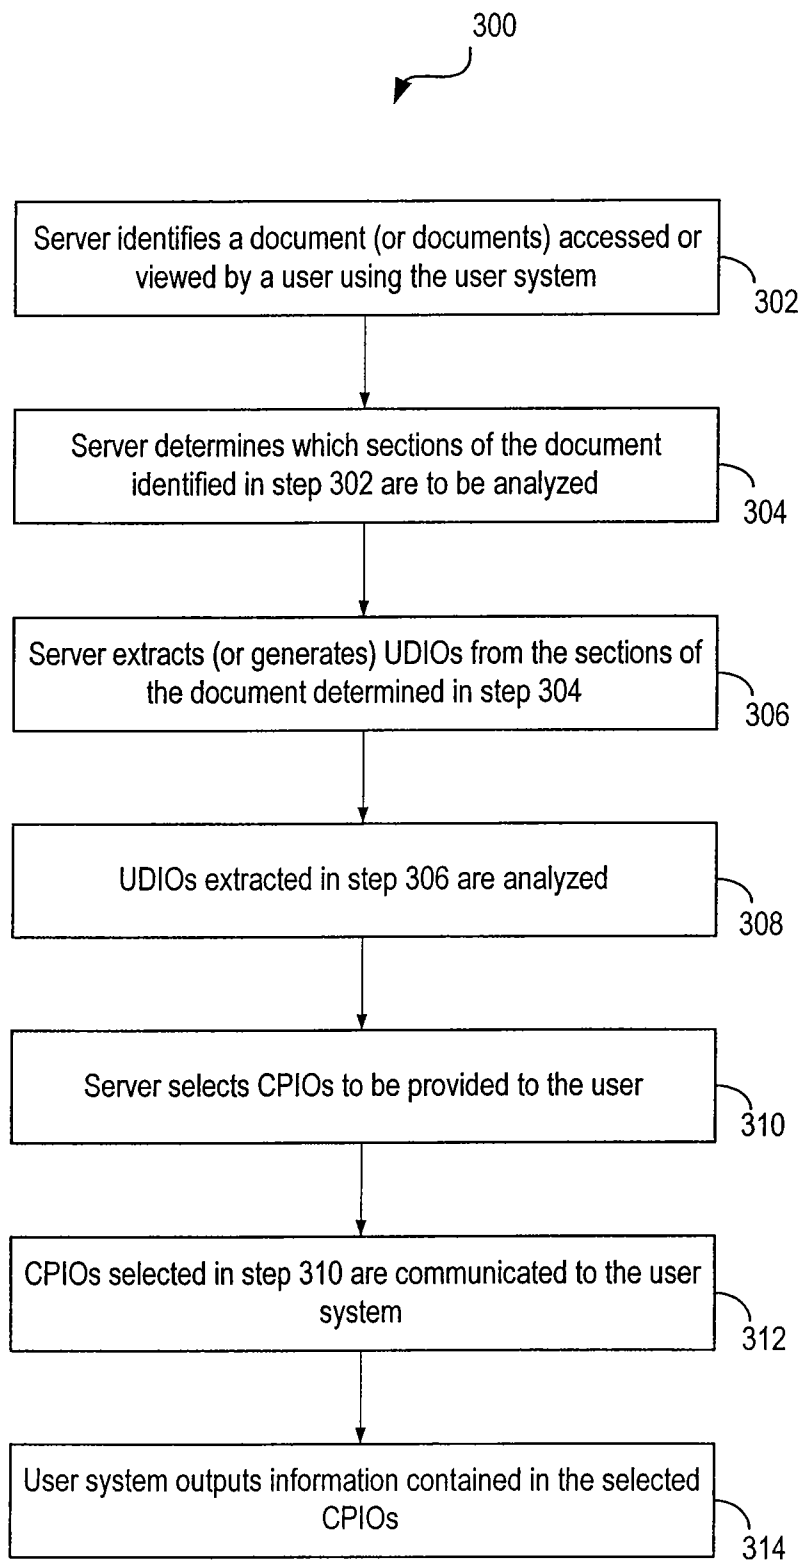 300
Server identifies a document (or documents) accessed or
viewed by a user using the user system
302
Server determines which sections of the document
identified in step 302 are to be analyzed
304
Server extracts (or generates) UDIOs from the sections of
the document determined in step 304
306
UDIOs extracted in step 306 are analyzed
308
Server selects CPIOs to be provided to the user
310
CPIOs selected in step 310 are communicated to the user
system
312
User system outputs information contained in the selected
CPIOs
314